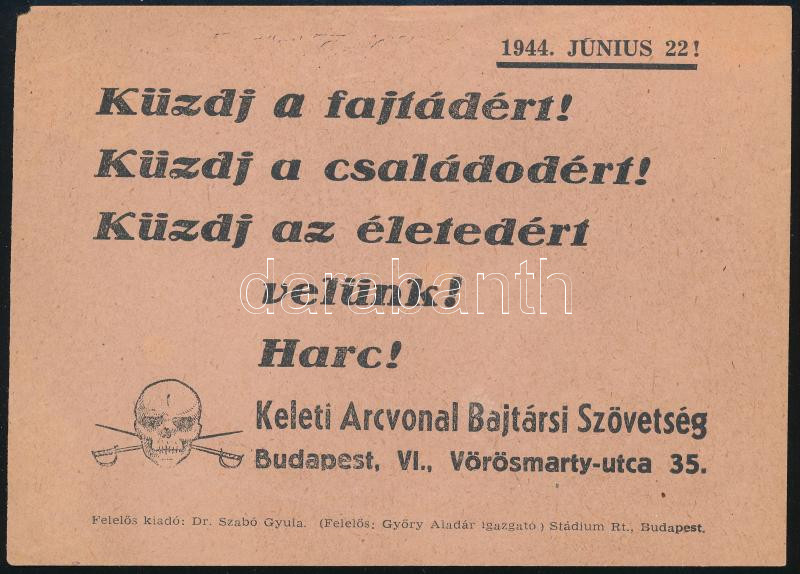 1944. JÚNIUS 22!
Küzdj a fajtádért!
Küzdj a családodért!
Küzdj az életedért
velünk!
darabanth
Harc!
Keleti Arcvonal Bajtársi Szövetség
Budapest, VI., Vörösmarty-utca 35.
Felelős kiadó: Dr. Szabó Gyula. (Felelős: Győry Aladár igazgató) Stádium Rt., Budapest.